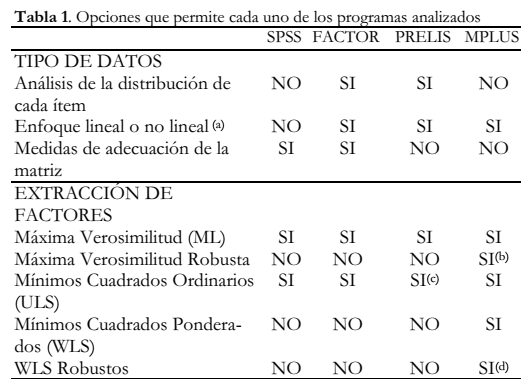 Tabla 1. Opciones que permite cada uno de los programas analizados
SPSS FACTOR PRELIS MPLUS
TIPO DE DATOS
Análisis de la distribución de cada ítem NO SI SI NO
Enfoque lineal o no lineal (a) NO SI SI SI
Medidas de adecuación de la matriz SI SI NO NO
EXTRACCIÓN DE FACTORES
Máxima Verosimilitud (ML) SI SI SI SI
Máxima Verosimilitud Robusta NO NO NO SI(b)
Mínimos Cuadrados Ordinarios (ULS) SI SI SI(c) SI
Mínimos Cuadrados Pondera-dos (WLS) NO NO NO SI
WLS Robustos NO NO NO SI(d)